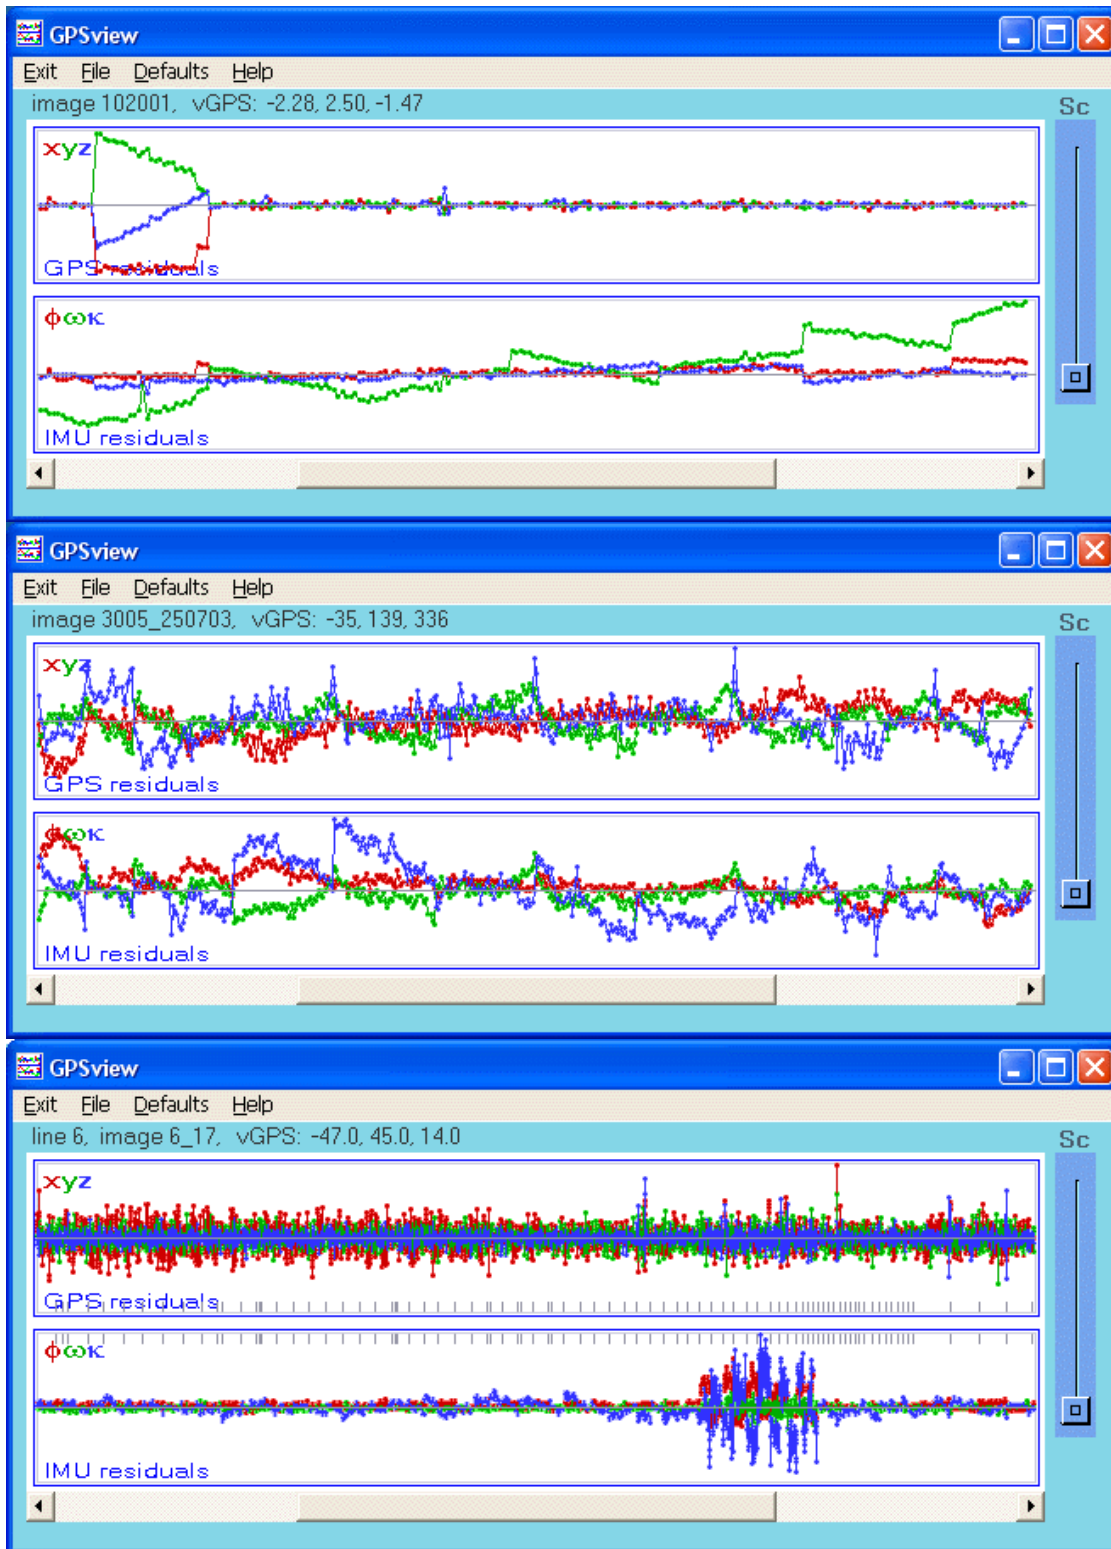 GPSview
Exit File Defaults Help
image 102001, vGPS: -2.28, 2.50, -1.47
Sc
xyz
GPS residuals
ϕωκ
IMU residuals
GPSview
Exit File Defaults Help
image 3005_250703, vGPS: -35, 139, 336
Sc
xyz
GPS residuals
ϕωκ
IMU residuals
GPSview
Exit File Defaults Help
line 6, image 6_17, vGPS: -47.0, 45.0, 14.0
Sc
xyz
GPS residuals
ϕωκ
IMU residuals